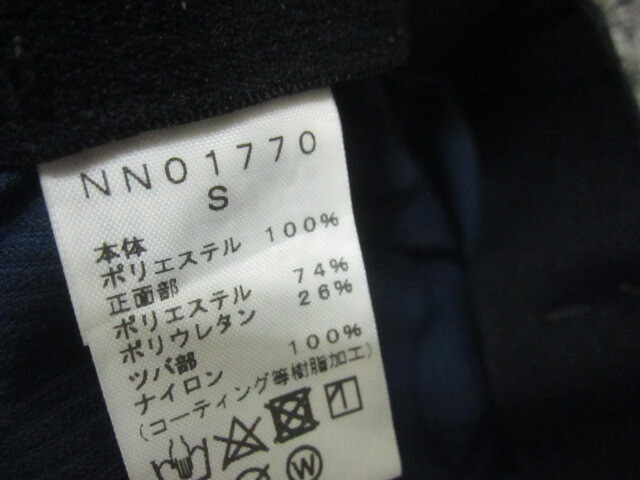 NN01770
S
本体
ポリエステル 100%
正面部
ポリエステル 74%
ポリウレタン 26%
ツバ部
ナイロン 100%
(コーティング等樹脂加工)
W